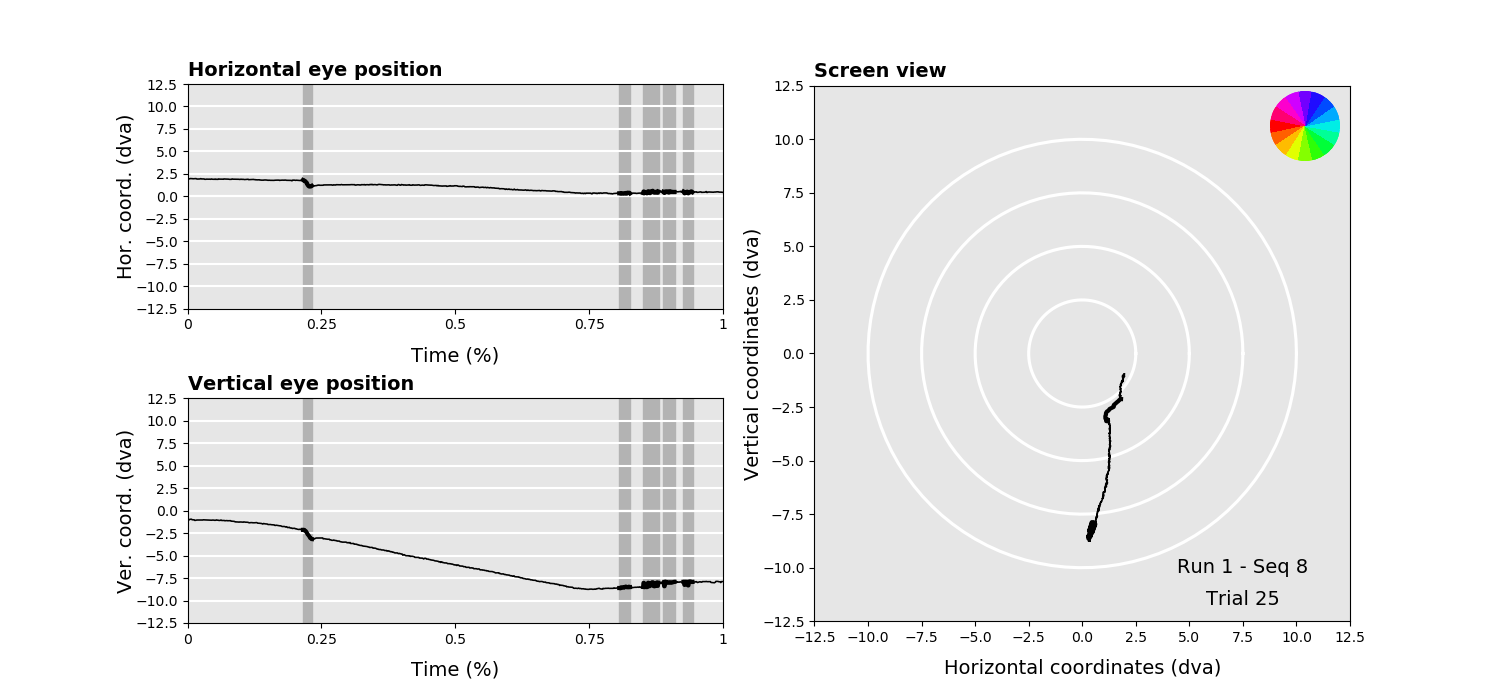 Horizontal eye position
Hor. coord. (dva)
12.5
10.0
7.5
5.0
2.5
0.0
−2.5
−5.0
−7.5
−10.0
−12.5
0 0.25 0.5 0.75 1
Time (%)
Vertical eye position
Ver. coord. (dva)
12.5
10.0
7.5
5.0
2.5
0.0
−2.5
−5.0
−7.5
−10.0
−12.5
0 0.25 0.5 0.75 1
Time (%)
Screen view
Vertical coordinates (dva)
12.5
10.0
7.5
5.0
2.5
0.0
−2.5
−5.0
−7.5
−10.0
−12.5
Run 1 - Seq 8
Trial 25
−12.5 −10.0 −7.5 −5.0 −2.5 0.0 2.5 5.0 7.5 10.0 12.5
Horizontal coordinates (dva)